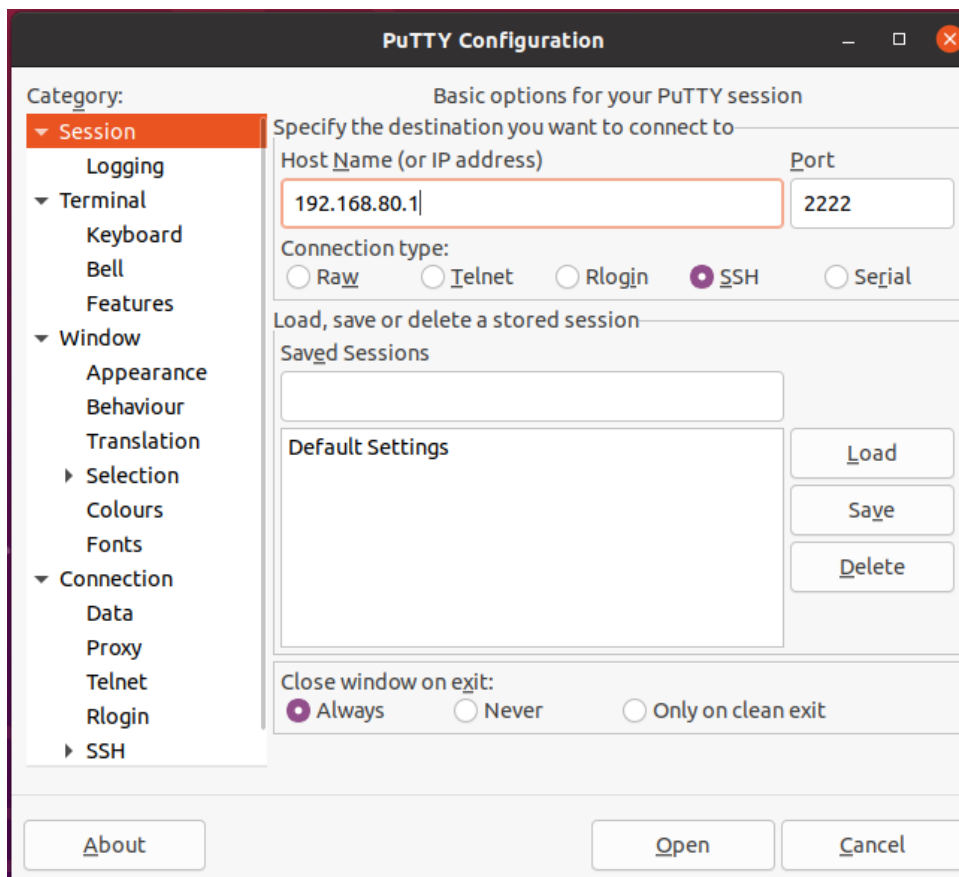 PuTTY Configuration
Category:
Session
Logging
Terminal
Keyboard
Bell
Features
Window
Appearance
Behaviour
Translation
Selection
Colours
Fonts
Connection
Data
Proxy
Telnet
Rlogin
SSH
Basic options for your PuTTY session
Specify the destination you want to connect to
Host Name (or IP address) Port
192.168.80.1 2222
Connection type:
Raw Telnet Rlogin SSH Serial
Load, save or delete a stored session
Saved Sessions
Default Settings
Load
Save
Delete
Close window on exit:
Always Never Only on clean exit
About Open Cancel